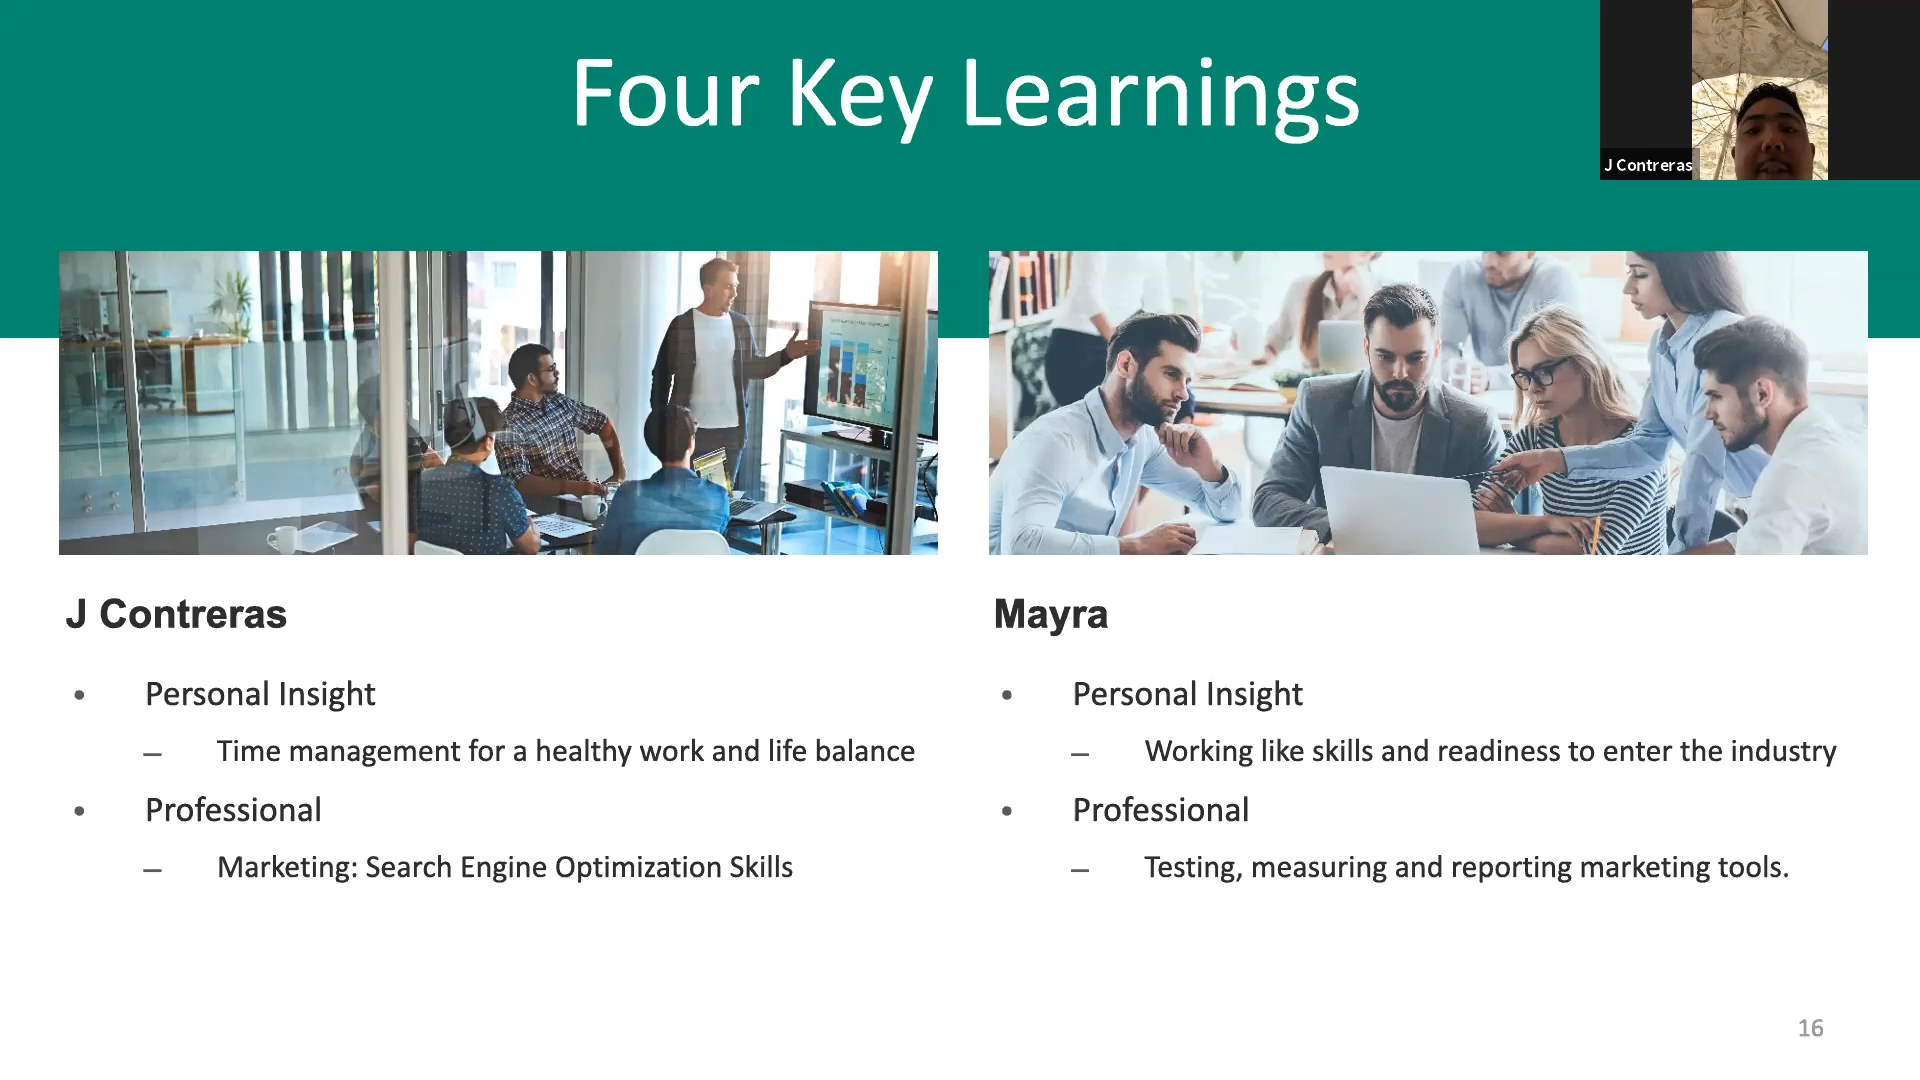 Four Key Learnings
J Contreras
J Contreras
• Personal Insight
– Time management for a healthy work and life balance
• Professional
– Marketing: Search Engine Optimization Skills
Mayra
• Personal Insight
– Working like skills and readiness to enter the industry
• Professional
– Testing, measuring and reporting marketing tools.
16